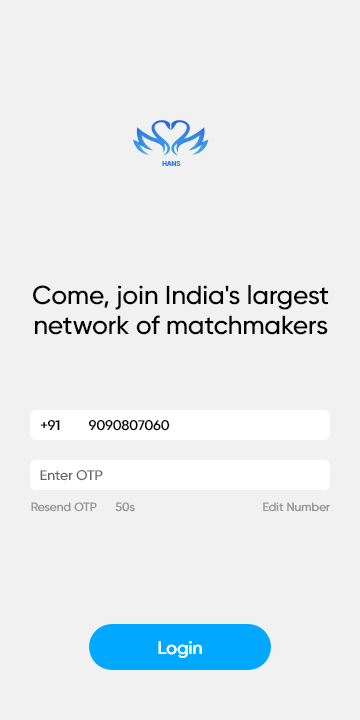 HANS
Come, join India's largest
network of matchmakers
+91 9090807060
Enter OTP
Resend OTP 50s Edit Number
Login